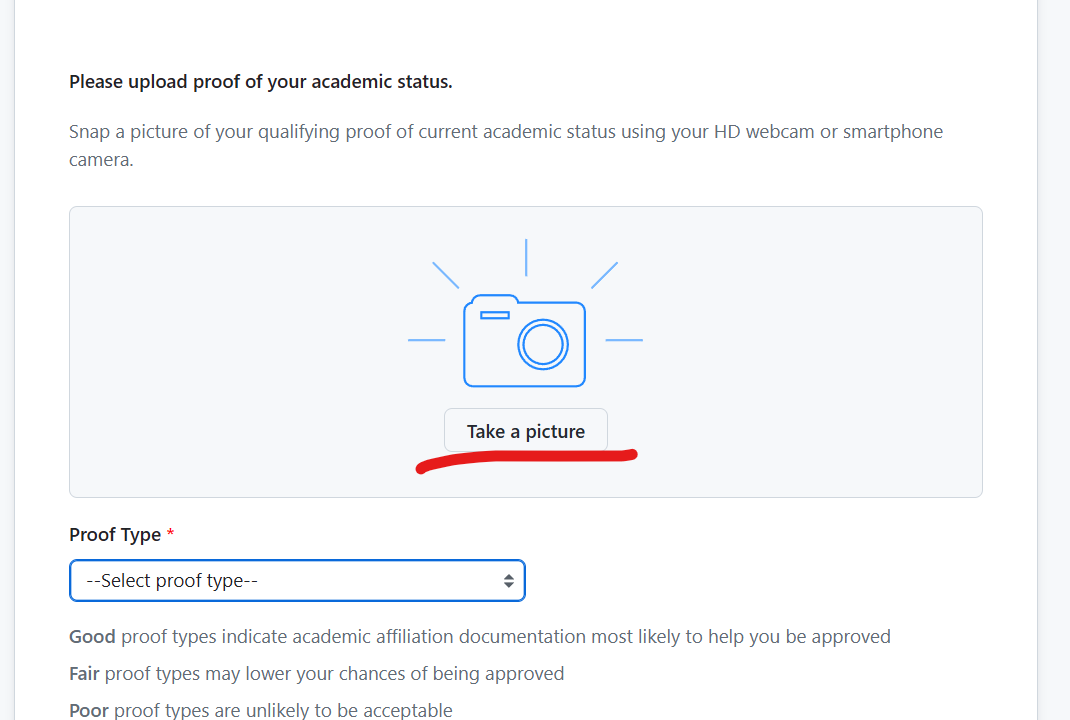 Please upload proof of your academic status.
Snap a picture of your qualifying proof of current academic status using your HD webcam or smartphone
camera.
Take a picture
Proof Type *
--Select proof type--
Good proof types indicate academic affiliation documentation most likely to help you be approved
Fair proof types may lower your chances of being approved
Poor proof types are unlikely to be acceptable